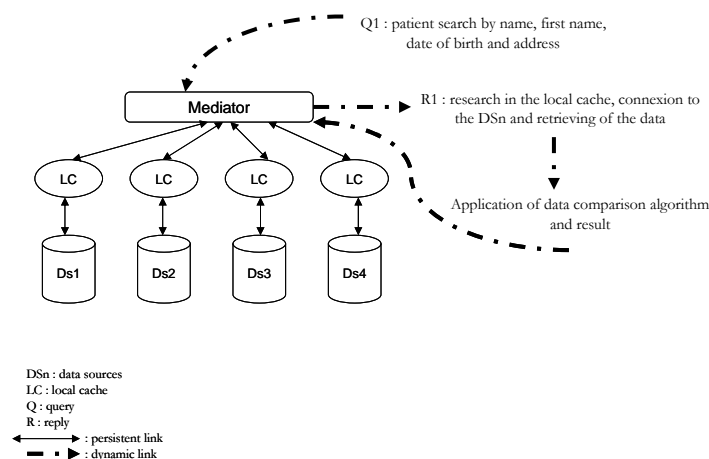 Q1 : patient search by name, first name,
date of birth and address
Mediator
R1 : research in the local cache, connexion to
the DSn and retrieving of the data
LC
LC
LC
LC
Application of data comparison algorithm
and result
Ds1
Ds2
Ds3
Ds4
DSn : data sources
LC : local cache
Q : query
R : reply
: persistent link
: dynamic link